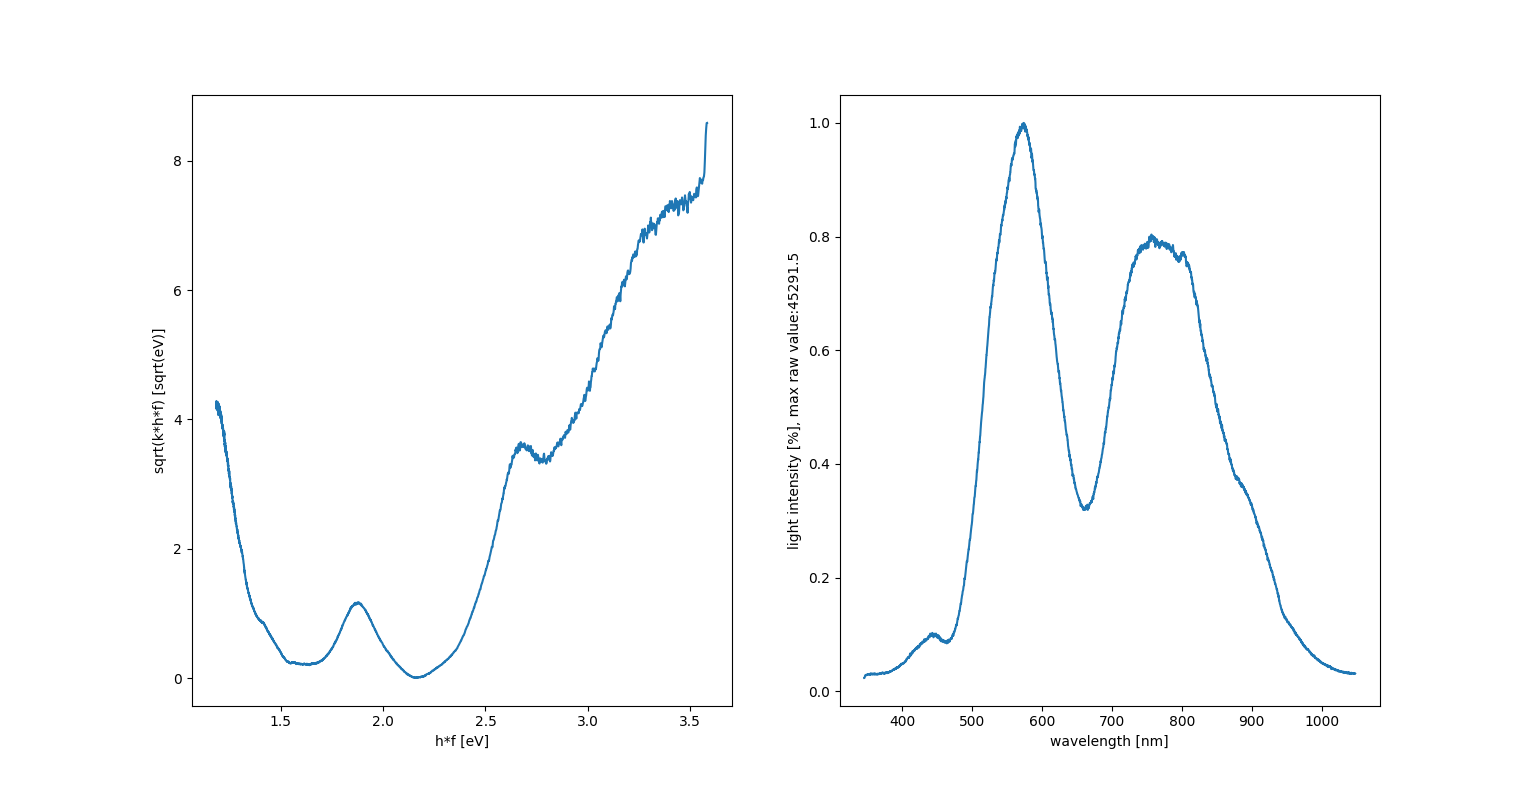 8
6
4
2
0
1.5 2.0 2.5 3.0 3.5
h*f [eV]
sqrt(k*h*f) [sqrt(eV)]
1.0
0.8
0.6
0.4
0.2
0.0
400 500 600 700 800 900 1000
wavelength [nm]
light intensity [%], max raw value:45291.5